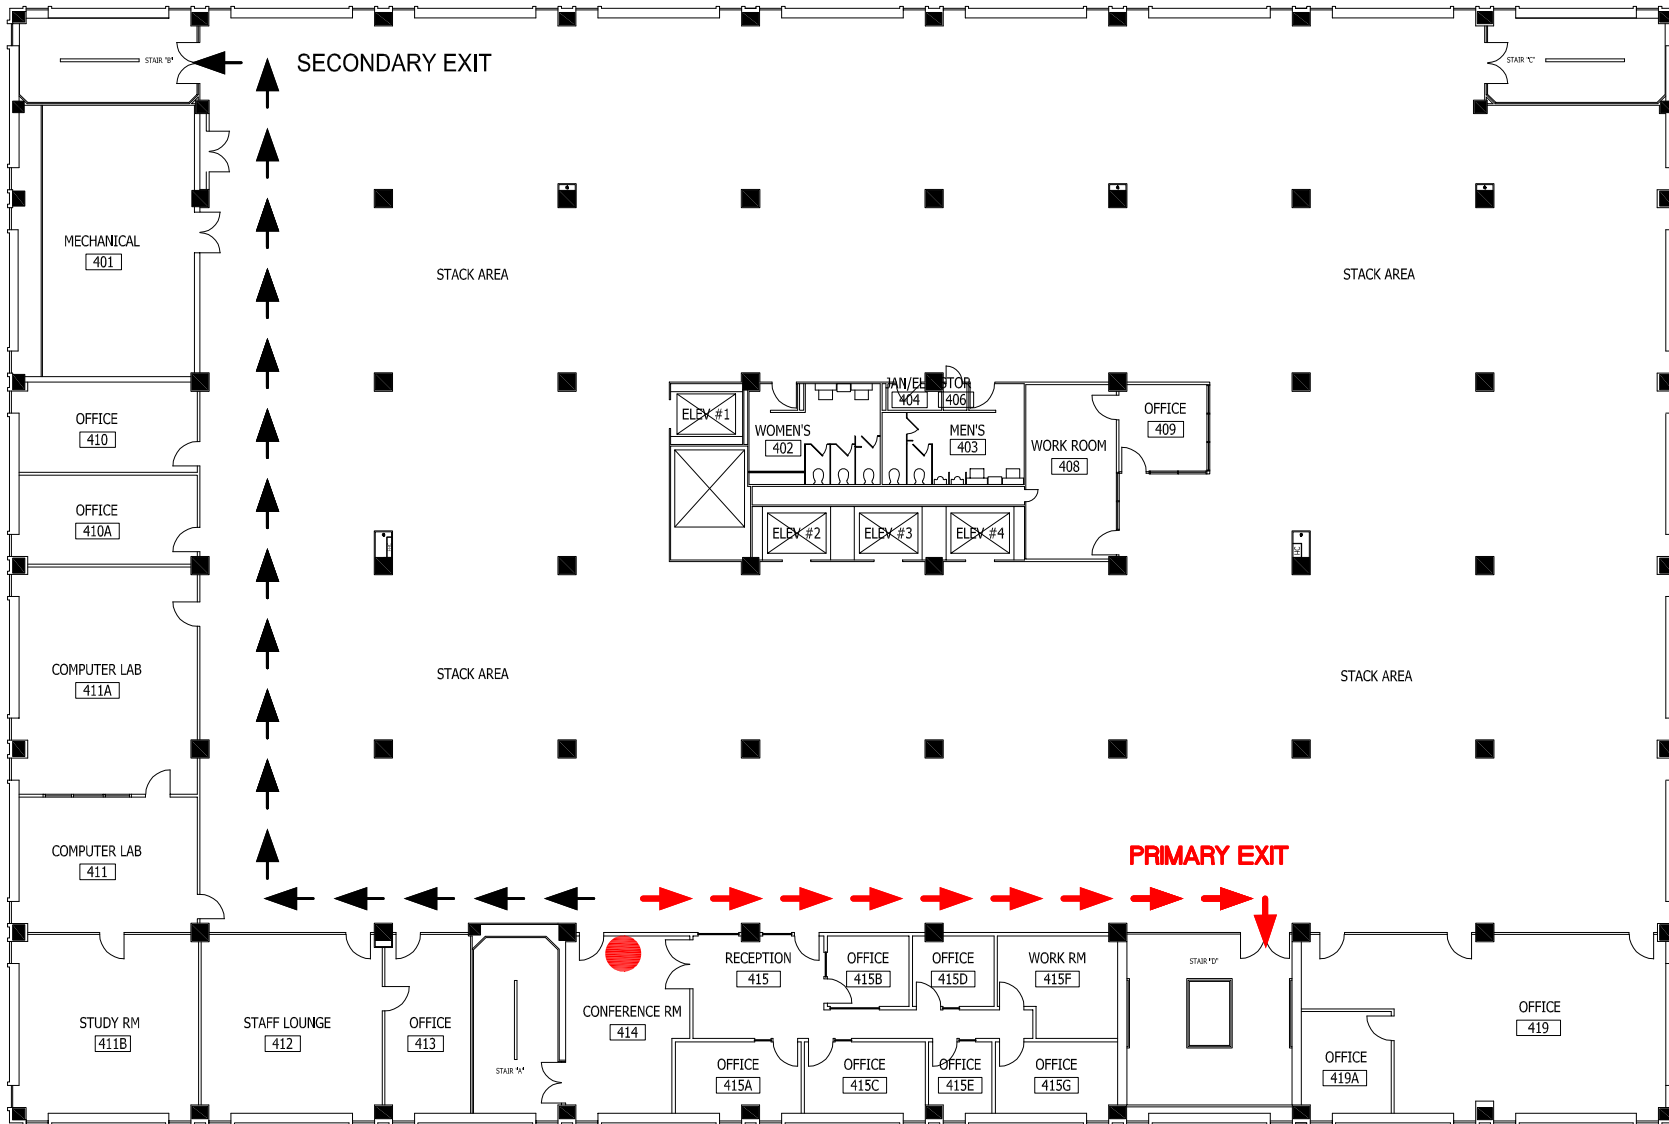 SECONDARY EXIT
STAIR "B"
STAIR "C"
MECHANICAL
401
STACK AREA
STACK AREA
OFFICE
410
ELEV #1
WOMEN'S
402
404
406
MEN'S
403
WORK ROOM
408
OFFICE
409
OFFICE
410A
ELEV #2
ELEV #3
ELEV #4
HC
COMPUTER LAB
411A
STACK AREA
STACK AREA
COMPUTER LAB
411
PRIMARY EXIT
STUDY RM
411B
STAFF LOUNGE
412
OFFICE
413
STAIR "A"
CONFERENCE RM
414
RECEPTION
415
OFFICE
415B
OFFICE
415D
WORK RM
415F
OFFICE
415A
OFFICE
415C
OFFICE
415E
OFFICE
415G
STAIR "D"
OFFICE
419
OFFICE
419A